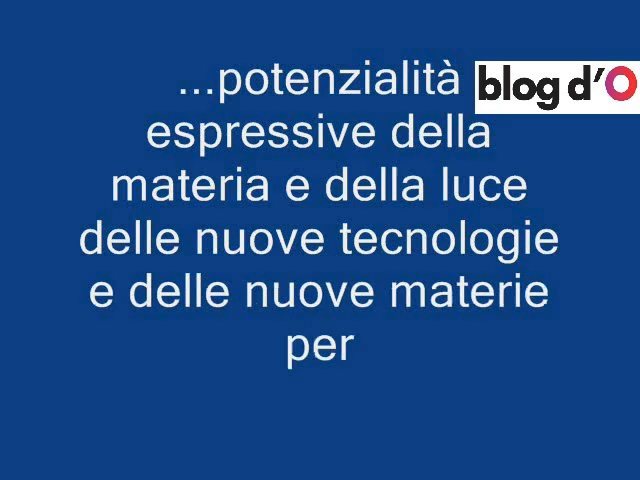 ...potenzialità
blog d'O
espressive della
materia e della luce
delle nuove tecnologie
e delle nuove materie
per